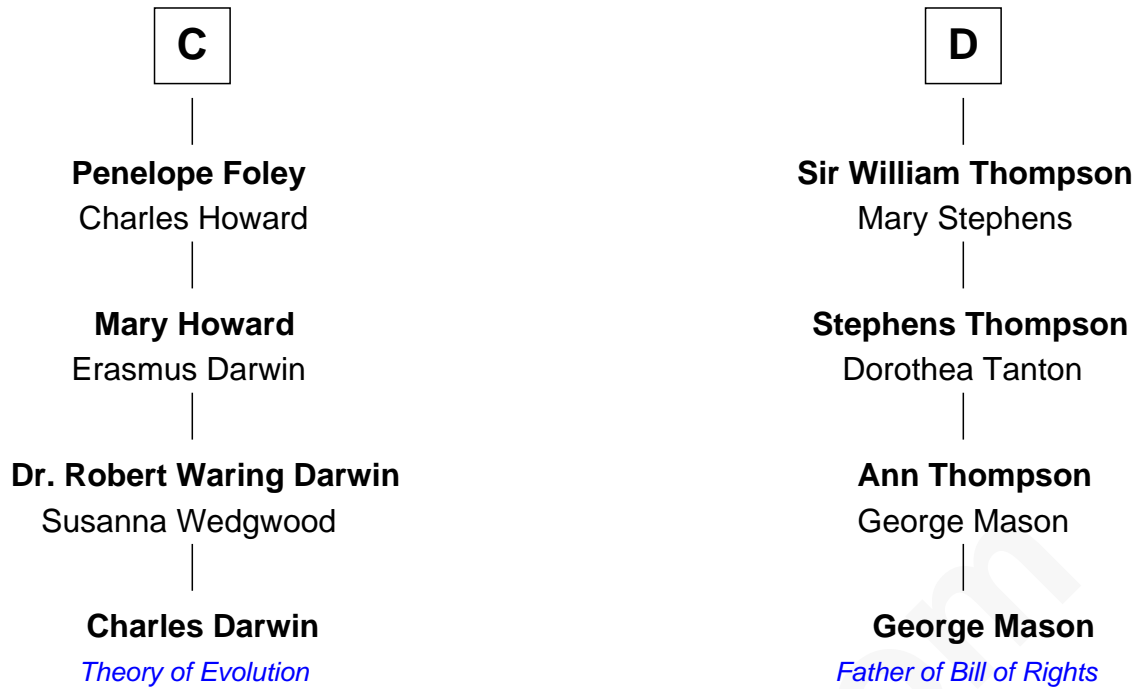 C
Penelope Foley
Charles Howard
Mary Howard
Erasmus Darwin
Dr. Robert Waring Darwin
Susanna Wedgwood
Charles Darwin
Theory of Evolution
D
Sir William Thompson
Mary Stephens
Stephens Thompson
Dorothea Tanton
Ann Thompson
George Mason
George Mason
Father of Bill of Rights